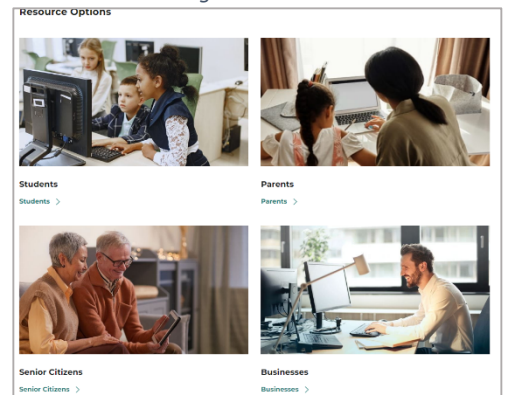 Resource Options
Students
Students >
Parents
Parents >
Senior Citizens
Senior Citizens >
Businesses
Businesses >